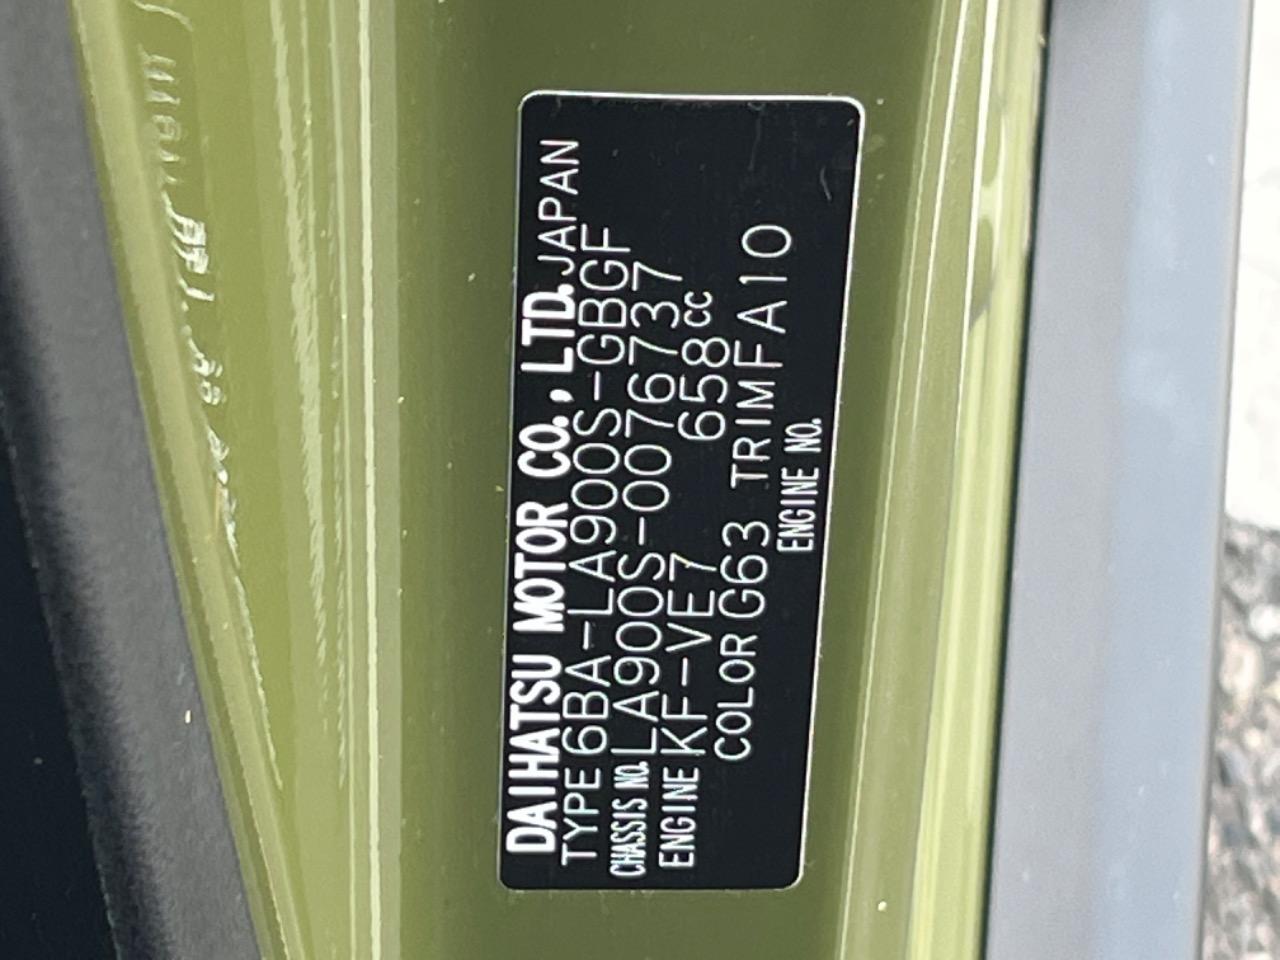 DAIHATSU MOTOR CO., LTD. JAPAN
TYPE 6BA-LA900S-GBGF
CHASSIS NO. LA900S-0076737
ENGINE KF-VE7 658cc
COLOR G63 TRIM FA10
ENGINE NO.